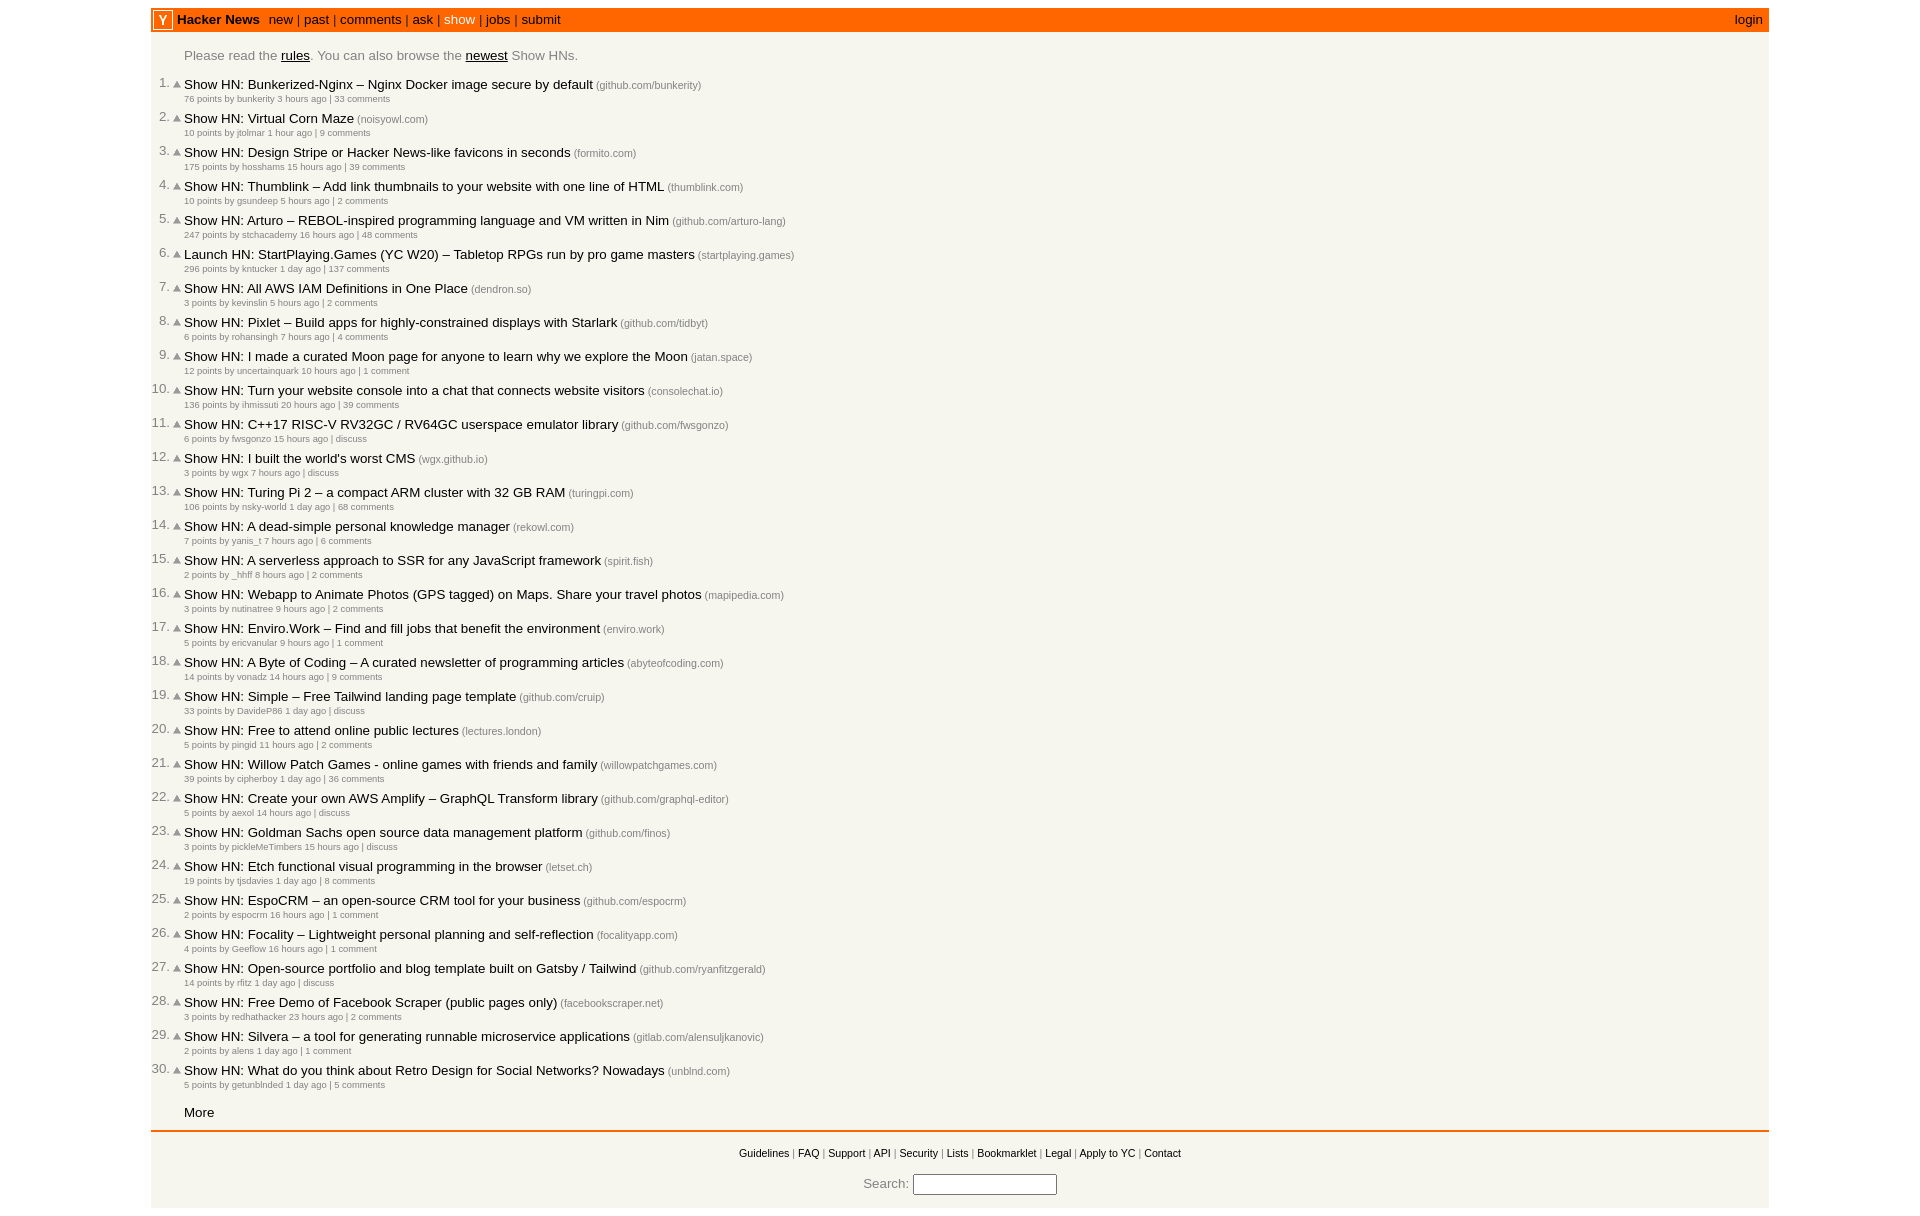 Y Hacker News new | past | comments | ask | show | jobs | submit login
Please read the rules. You can also browse the newest Show HNs.
1. Show HN: Bunkerized-Nginx – Nginx Docker image secure by default (github.com/bunkerity)
76 points by bunkerity 3 hours ago | 33 comments
2. Show HN: Virtual Corn Maze (noisyowl.com)
10 points by jtolmar 1 hour ago | 9 comments
3. Show HN: Design Stripe or Hacker News-like favicons in seconds (formito.com)
175 points by hosshams 15 hours ago | 39 comments
4. Show HN: Thumblink – Add link thumbnails to your website with one line of HTML (thumblink.com)
10 points by gsundeep 5 hours ago | 2 comments
5. Show HN: Arturo – REBOL-inspired programming language and VM written in Nim (github.com/arturo-lang)
247 points by stchacademy 16 hours ago | 48 comments
6. Launch HN: StartPlaying.Games (YC W20) – Tabletop RPGs run by pro game masters (startplaying.games)
296 points by kntucker 1 day ago | 137 comments
7. Show HN: All AWS IAM Definitions in One Place (dendron.so)
3 points by kevinslin 5 hours ago | 2 comments
8. Show HN: Pixlet – Build apps for highly-constrained displays with Starlark (github.com/tidbyt)
6 points by rohansingh 7 hours ago | 4 comments
9. Show HN: I made a curated Moon page for anyone to learn why we explore the Moon (jatan.space)
12 points by uncertainquark 10 hours ago | 1 comment
10. Show HN: Turn your website console into a chat that connects website visitors (consolechat.io)
136 points by ihmissuti 20 hours ago | 39 comments
11. Show HN: C++17 RISC-V RV32GC / RV64GC userspace emulator library (github.com/fwsgonzo)
6 points by fwsgonzo 15 hours ago | discuss
12. Show HN: I built the world's worst CMS (wgx.github.io)
3 points by wgx 7 hours ago | discuss
13. Show HN: Turing Pi 2 – a compact ARM cluster with 32 GB RAM (turingpi.com)
106 points by nsky-world 1 day ago | 68 comments
14. Show HN: A dead-simple personal knowledge manager (rekowl.com)
7 points by yanis_t 7 hours ago | 6 comments
15. Show HN: A serverless approach to SSR for any JavaScript framework (spirit.fish)
2 points by _hhff 8 hours ago | 2 comments
16. Show HN: Webapp to Animate Photos (GPS tagged) on Maps. Share your travel photos (mapipedia.com)
3 points by nutinatree 9 hours ago | 2 comments
17. Show HN: Enviro.Work – Find and fill jobs that benefit the environment (enviro.work)
5 points by ericvanular 9 hours ago | 1 comment
18. Show HN: A Byte of Coding – A curated newsletter of programming articles (abyteofcoding.com)
14 points by vonadz 14 hours ago | 9 comments
19. Show HN: Simple – Free Tailwind landing page template (github.com/cruip)
33 points by DavideP86 1 day ago | discuss
20. Show HN: Free to attend online public lectures (lectures.london)
5 points by pingid 11 hours ago | 2 comments
21. Show HN: Willow Patch Games - online games with friends and family (willowpatchgames.com)
39 points by cipherboy 1 day ago | 36 comments
22. Show HN: Create your own AWS Amplify – GraphQL Transform library (github.com/graphql-editor)
5 points by aexol 14 hours ago | discuss
23. Show HN: Goldman Sachs open source data management platform (github.com/finos)
3 points by pickleMeTimbers 15 hours ago | discuss
24. Show HN: Etch functional visual programming in the browser (letset.ch)
19 points by tjsdavies 1 day ago | 8 comments
25. Show HN: EspoCRM – an open-source CRM tool for your business (github.com/espocrm)
2 points by espocrm 16 hours ago | 1 comment
26. Show HN: Focality – Lightweight personal planning and self-reflection (focalityapp.com)
4 points by Geeflow 16 hours ago | 1 comment
27. Show HN: Open-source portfolio and blog template built on Gatsby / Tailwind (github.com/ryanfitzgerald)
14 points by rfitz 1 day ago | discuss
28. Show HN: Free Demo of Facebook Scraper (public pages only) (facebookscraper.net)
3 points by redhathacker 23 hours ago | 2 comments
29. Show HN: Silvera – a tool for generating runnable microservice applications (gitlab.com/alensuljkanovic)
2 points by alens 1 day ago | 1 comment
30. Show HN: What do you think about Retro Design for Social Networks? Nowadays (unblnd.com)
5 points by getunblnded 1 day ago | 5 comments
More
Guidelines | FAQ | Support | API | Security | Lists | Bookmarklet | Legal | Apply to YC | Contact
Search: